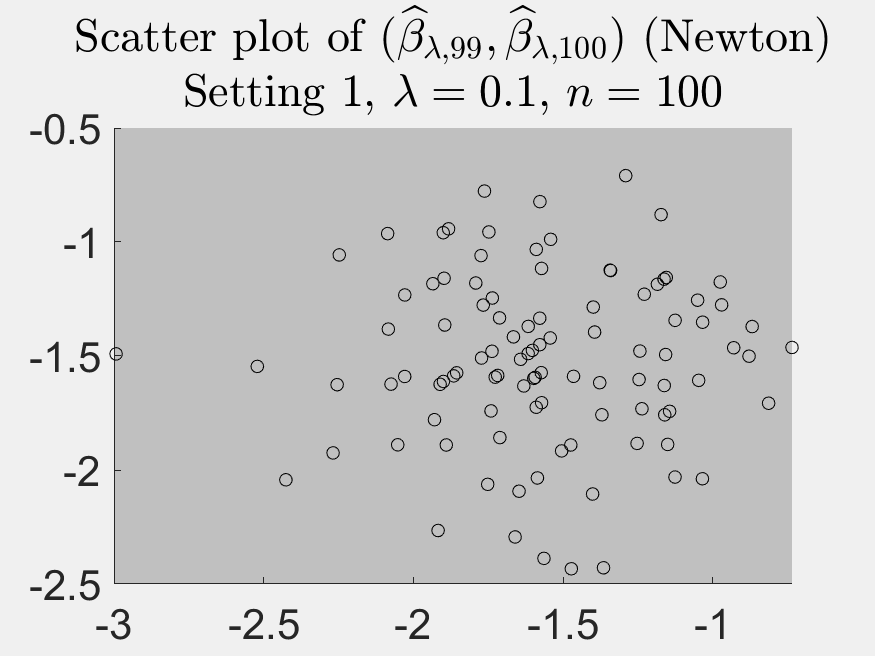 Scatter plot of (β̂λ,99, β̂λ,100) (Newton)
Setting 1, λ = 0.1, n = 100
-0.5
-1
-1.5
-2
-2.5
-3 -2.5 -2 -1.5 -1